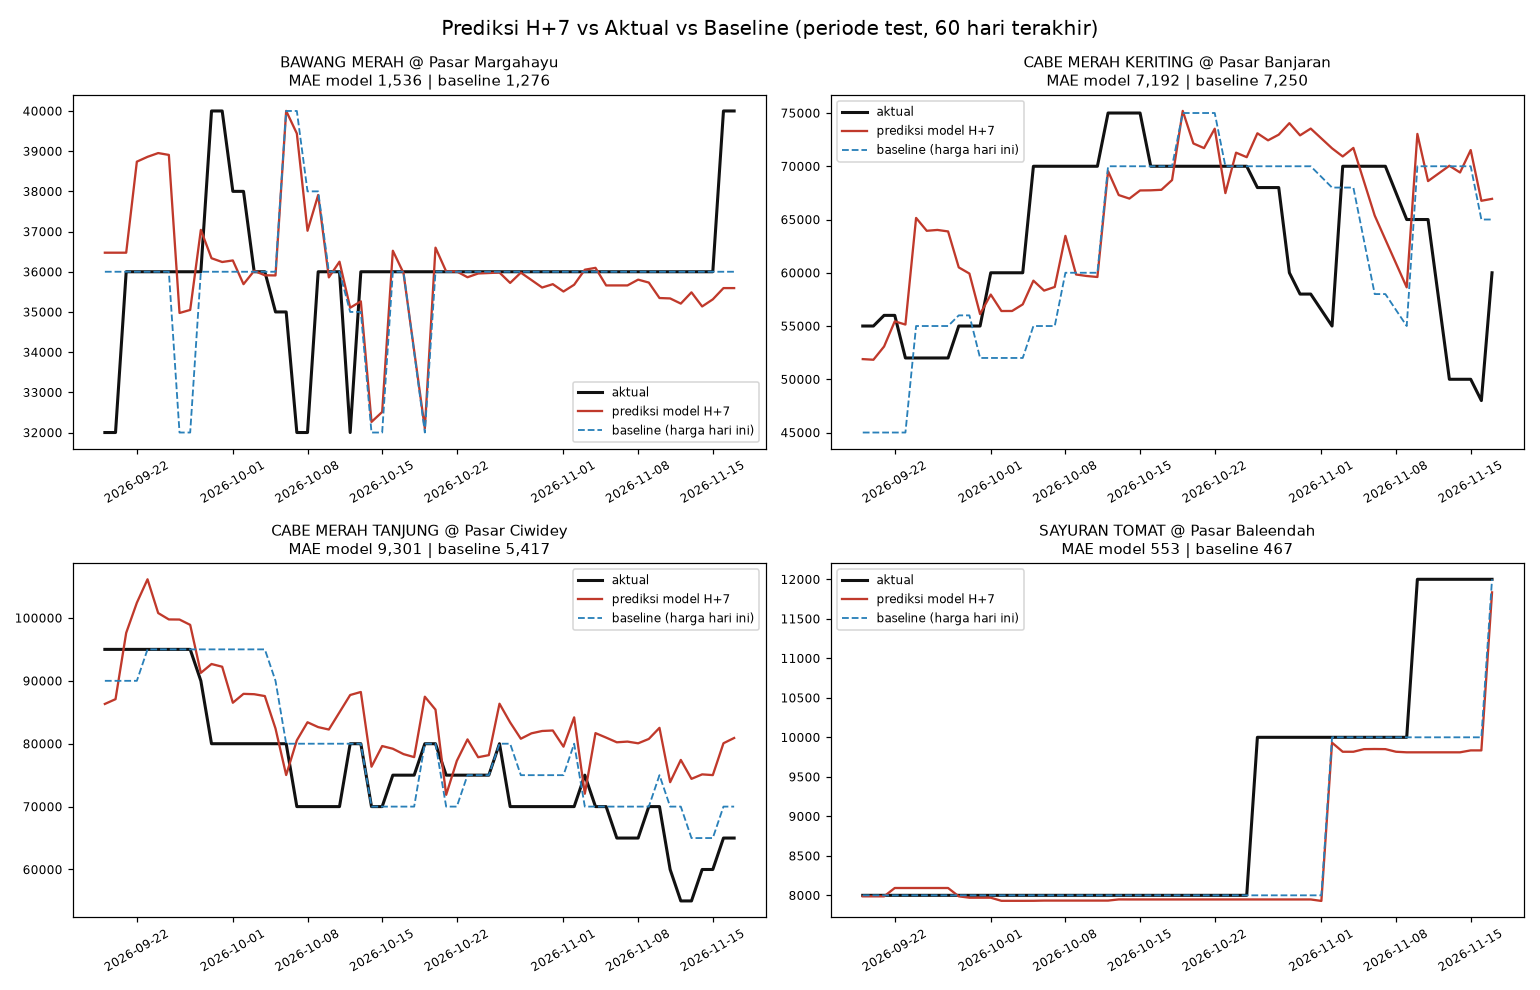 Prediksi H+7 vs Aktual vs Baseline (periode test, 60 hari terakhir)
BAWANG MERAH @ Pasar Margahayu
MAE model 1,536 | baseline 1,276
40000
39000
38000
37000
36000
35000
34000
33000
32000
aktual
prediksi model H+7
baseline (harga hari ini)
2026-09-22
2026-10-01
2026-10-08
2026-10-15
2026-10-22
2026-11-01
2026-11-08
2026-11-15
CABE MERAH KERITING @ Pasar Banjaran
MAE model 7,192 | baseline 7,250
aktual
prediksi model H+7
baseline (harga hari ini)
75000
70000
65000
60000
55000
50000
45000
2026-09-22
2026-10-01
2026-10-08
2026-10-15
2026-10-22
2026-11-01
2026-11-08
2026-11-15
CABE MERAH TANJUNG @ Pasar Ciwidey
MAE model 9,301 | baseline 5,417
aktual
prediksi model H+7
baseline (harga hari ini)
100000
90000
80000
70000
60000
2026-09-22
2026-10-01
2026-10-08
2026-10-15
2026-10-22
2026-11-01
2026-11-08
2026-11-15
SAYURAN TOMAT @ Pasar Baleendah
MAE model 553 | baseline 467
aktual
prediksi model H+7
baseline (harga hari ini)
12000
11500
11000
10500
10000
9500
9000
8500
8000
2026-09-22
2026-10-01
2026-10-08
2026-10-15
2026-10-22
2026-11-01
2026-11-08
2026-11-15